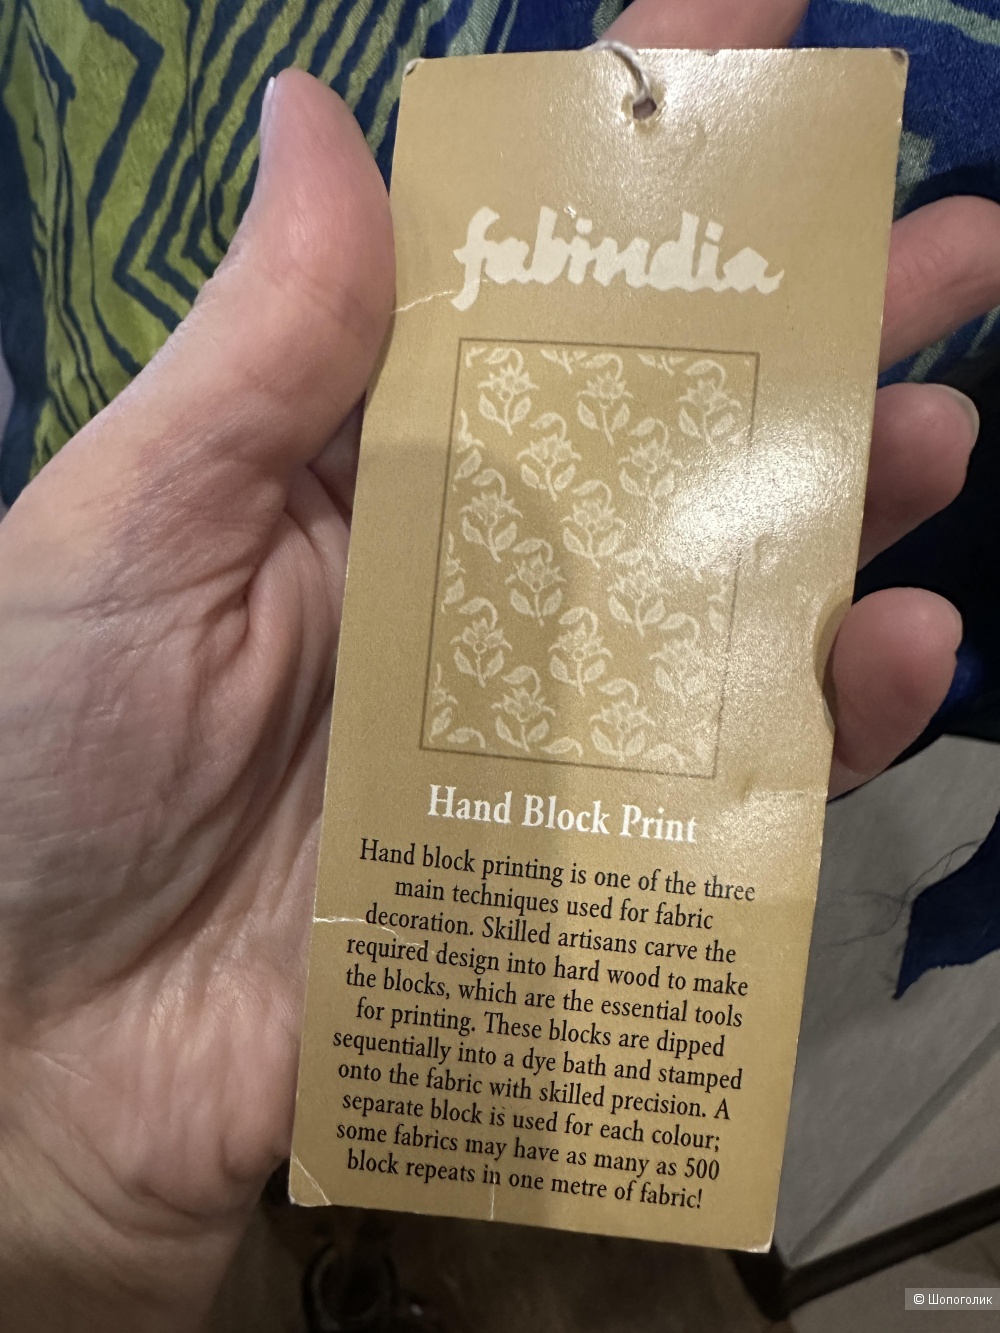 fabindia
Hand Block Print
Hand block printing is one of the three
main techniques used for fabric
decoration. Skilled artisans carve the
required design into hard wood to make
the blocks, which are the essential tools
for printing. These blocks are dipped
sequentially into a dye bath and stamped
onto the fabric with skilled precision. A
separate block is used for each colour;
some fabrics may have as many as 500
block repeats in one metre of fabric!
© Шопоголик